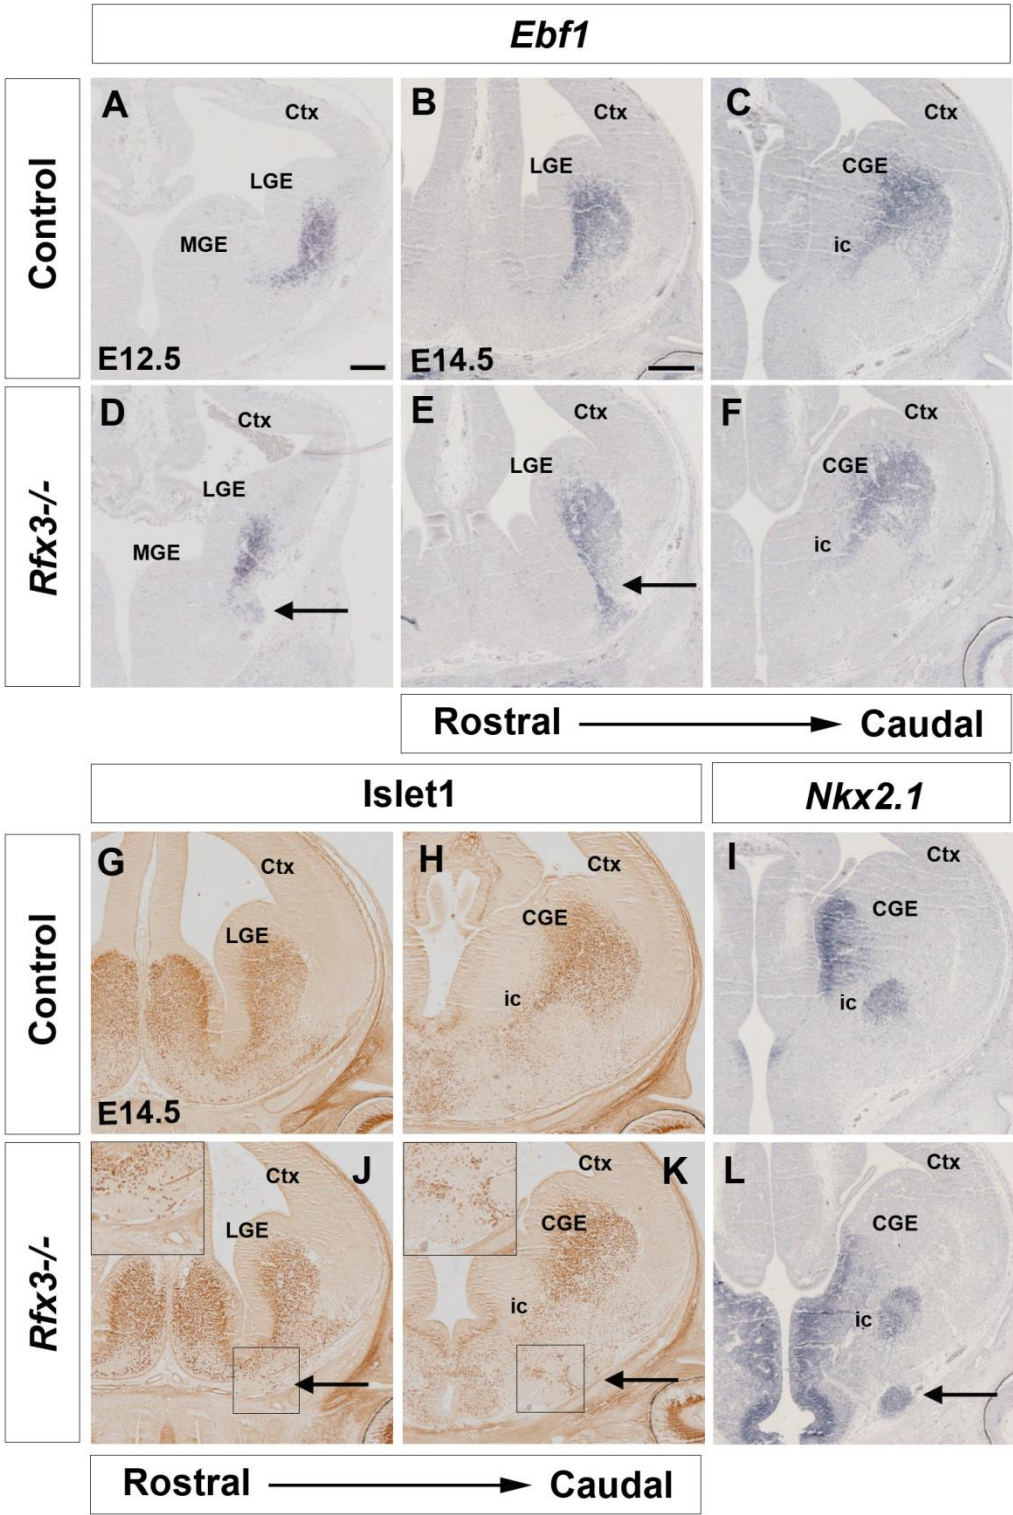 Ebf1
Control
A
Ctx
LGE
MGE
E12.5
B
Ctx
LGE
E14.5
C
Ctx
CGE
ic
Rfx3-/-
D
Ctx
LGE
MGE
E
Ctx
LGE
F
Ctx
CGE
ic
Rostral Caudal
Islet1
Nkx2.1
Control
G
Ctx
LGE
E14.5
H
Ctx
CGE
ic
I
Ctx
CGE
ic
Rfx3-/-
J
Ctx
LGE
K
Ctx
CGE
ic
L
Ctx
CGE
ic
Rostral Caudal